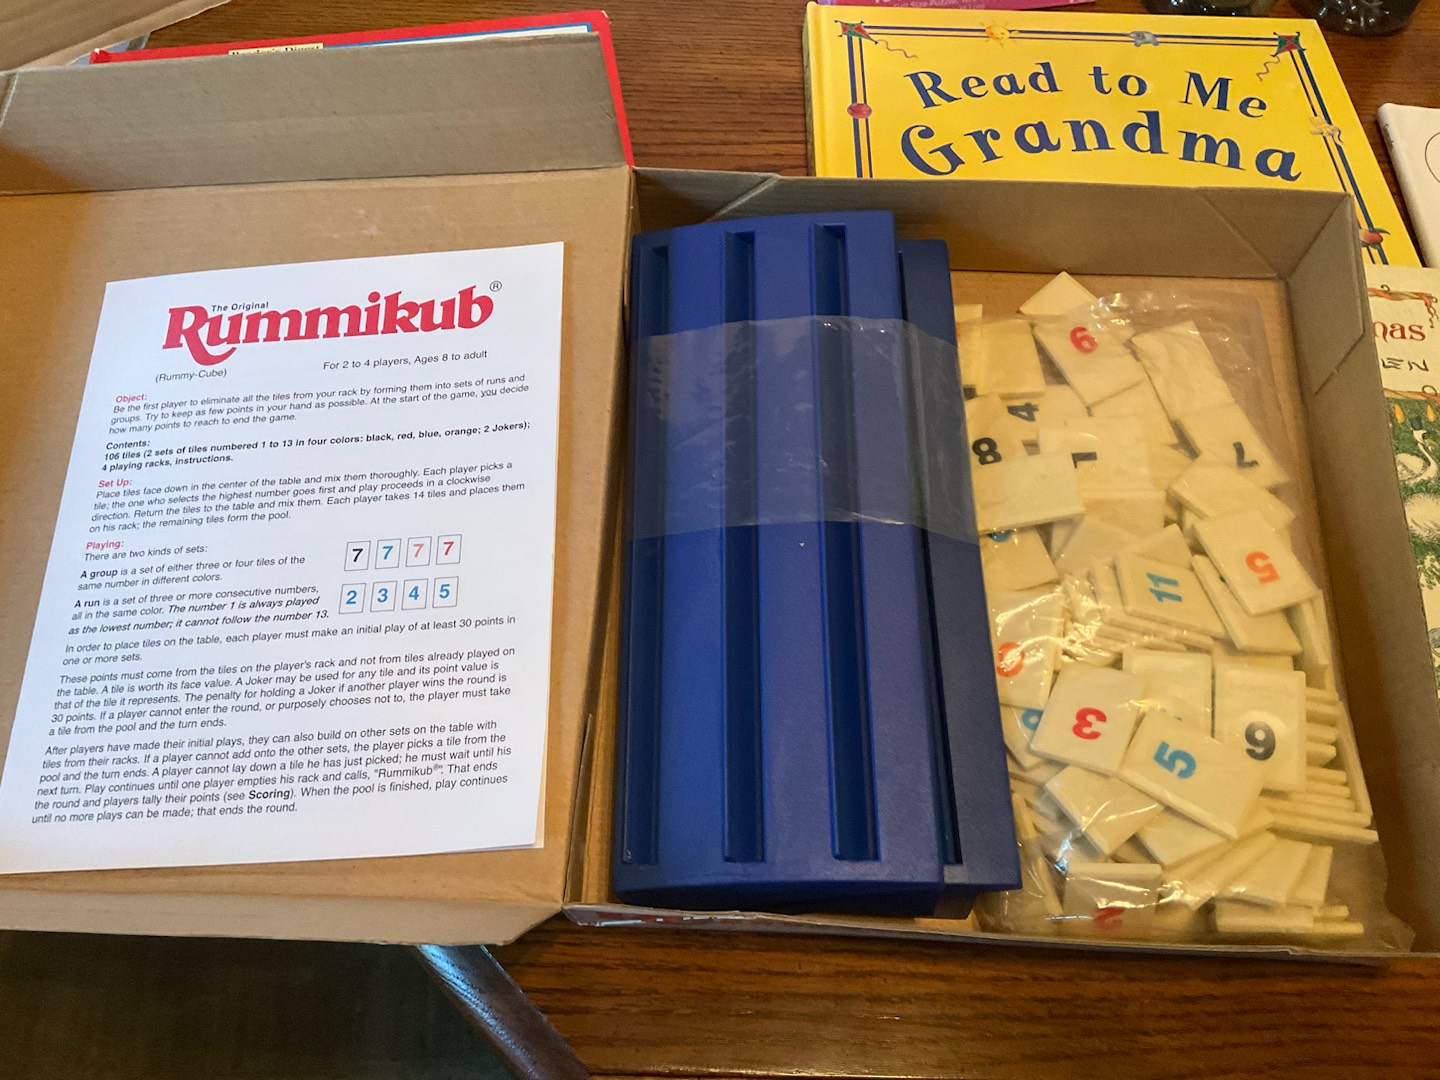 Read to Me
Grandma
The Original
Rummikub®
(Rummy-Cube)
For 2 to 4 players, Ages 8 to adult
Object:
Be the first player to eliminate all the tiles from your rack by forming them into sets of runs and
groups. Try to keep as few points in your hand as possible. At the start of the game, you decide
how many points to reach to end the game.
Contents:
106 tiles (2 sets of tiles numbered 1 to 13 in four colors: black, red, blue, orange; 2 Jokers);
4 playing racks, instructions.
Set Up:
Place tiles face down in the center of the table and mix them thoroughly. Each player picks a
tile; the one who selects the highest number goes first and play proceeds in a clockwise
direction. Return the tiles to the table and mix them. Each player takes 14 tiles and places them
on his rack; the remaining tiles form the pool.
Playing:
There are two kinds of sets:
A group is a set of either three or four tiles of the
same number in different colors.
7 7 7 7
A run is a set of three or more consecutive numbers,
all in the same color. The number 1 is always played
as the lowest number; it cannot follow the number 13.
2 3 4 5
In order to place tiles on the table, each player must make an initial play of at least 30 points in
one or more sets.
These points must come from the tiles on the player's rack and not from tiles already played on
the table. A tile is worth its face value. A Joker may be used for any tile and its point value is
that of the tile it represents. The penalty for holding a Joker if another player wins the round is
30 points. If a player cannot enter the round, or purposely chooses not to, the player must take
a tile from the pool and the turn ends.
After players have made their initial plays, they can also build on other sets on the table with
tiles from their racks. If a player cannot add onto the other sets, the player picks a tile from the
pool and the turn ends. A player cannot lay down a tile he has just picked; he must wait until his
next turn. Play continues until one player empties his rack and calls, "Rummikub®". That ends
the round and players tally their points (see Scoring). When the pool is finished, play continues
until no more plays can be made; that ends the round.
4
8
7
5
11
3
5
6
2